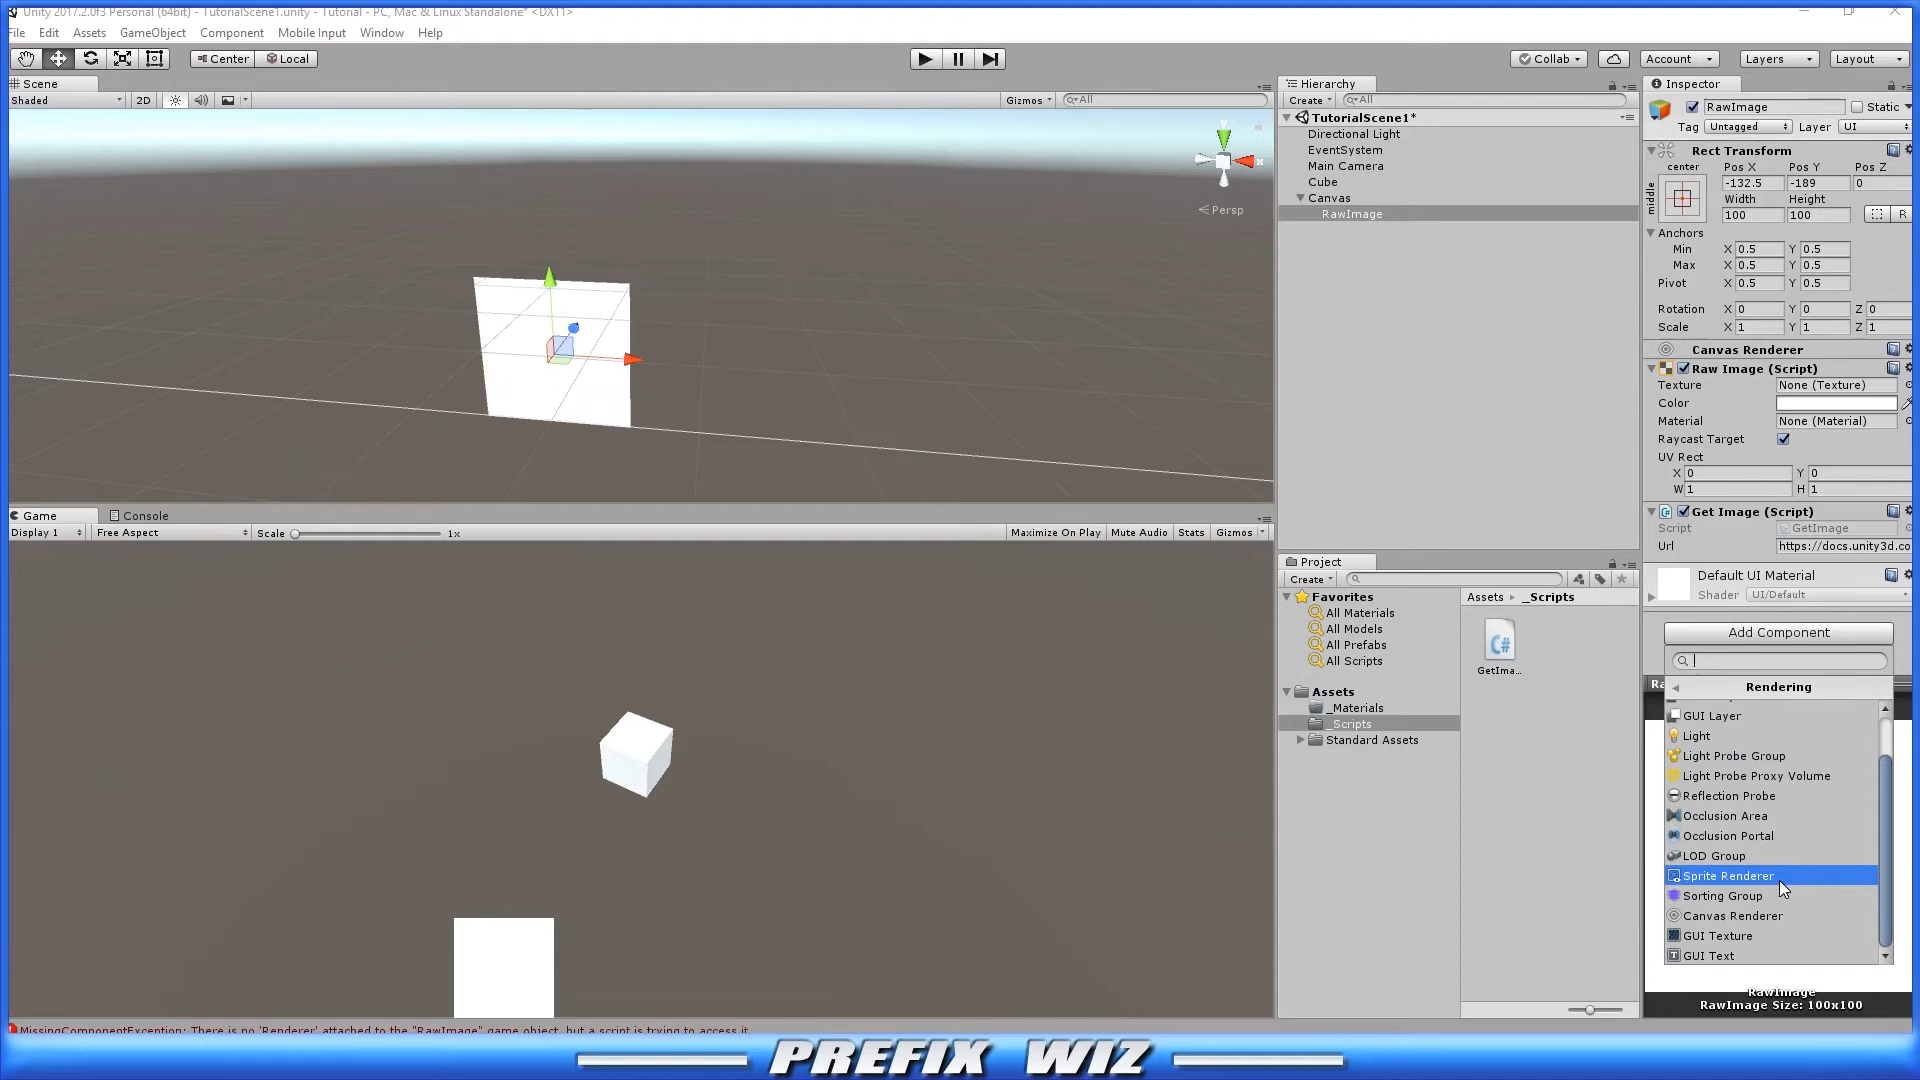 Unity 2017.2.0f3 Personal (64bit) - TutorialScene1.unity - Tutorial - PC, Mac & Linux Standalone* <DX11>
File Edit Assets GameObject Component Mobile Input Window Help
Center Local Collab Account Layers Layout
Scene
Shaded 2D Gizmos All
Persp
y
x
Game Console
Display 1 Free Aspect Scale 1x Maximize On Play Mute Audio Stats Gizmos
MissingComponentException: There is no 'Renderer' attached to the "RawImage" game object, but a script is trying to access it.
Hierarchy
Create All
TutorialScene1*
Directional Light
EventSystem
Main Camera
Cube
Canvas
RawImage
Project
Create
Favorites
All Materials
All Models
All Prefabs
All Scripts
Assets
_Materials
_Scripts
Standard Assets
Assets _Scripts
C#
GetIma...
Inspector
RawImage Static
Tag Untagged Layer UI
Rect Transform
center
middle
Pos X Pos Y Pos Z
-132.5 -189 0
Width Height
100 100 R
Anchors
Min X 0.5 Y 0.5
Max X 0.5 Y 0.5
Pivot X 0.5 Y 0.5
Rotation X 0 Y 0 Z 0
Scale X 1 Y 1 Z 1
Canvas Renderer
Raw Image (Script)
Texture None (Texture)
Color
Material None (Material)
Raycast Target
UV Rect
X 0 Y 0
W 1 H 1
Get Image (Script)
Script GetImage
Url https://docs.unity3d.co
Default UI Material
Shader UI/Default
Add Component
Ra
Rendering
GUI Layer
Light
Light Probe Group
Light Probe Proxy Volume
Reflection Probe
Occlusion Area
Occlusion Portal
LOD Group
Sprite Renderer
Sorting Group
Canvas Renderer
GUI Texture
GUI Text
RawImage
RawImage Size: 100x100
PREFIX WIZ